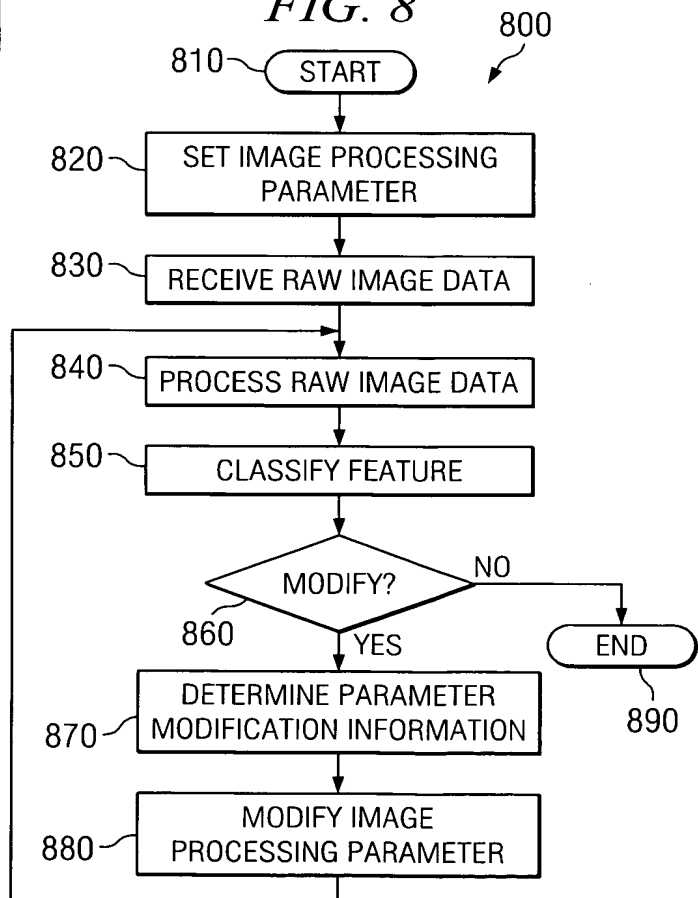 FIG. 8
800
810
START
820
SET IMAGE PROCESSING
PARAMETER
830
RECEIVE RAW IMAGE DATA
840
PROCESS RAW IMAGE DATA
850
CLASSIFY FEATURE
MODIFY?
NO
860
YES
END
890
870
DETERMINE PARAMETER
MODIFICATION INFORMATION
880
MODIFY IMAGE
PROCESSING PARAMETER